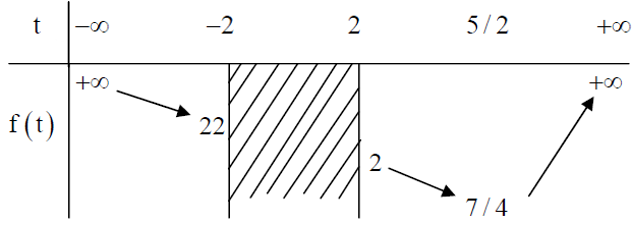 t −∞ −2 2 5 / 2 +∞
+∞ +∞
f (t) 22
2
7 / 4